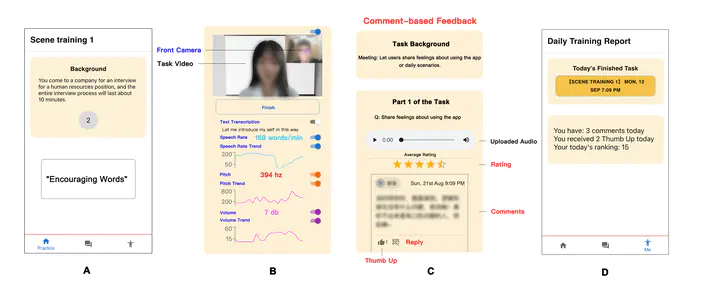 Scene training 1
Background
You come to a company for an interview
for a human resources position, and the
entire interview process will last about
10 minutes.
2
"Encouraging Words"
Practice
A
Front Camera
Task Video
Finish
Text Transcription
Let me introduce my self in this way
Speech Rate 159 words/min
Speech Rate Trend
200
50
Pitch 394 hz
Pitch Trend
800
200
Volume 7 db
Volume Trend
60
15
B
Comment-based Feedback
Task Background
Meeting: Let users share feelings about using the app
or daily scenarios.
Part 1 of the Task
Q: Share feelings about using the app
0:00
Uploaded Audio
Average Rating
Rating
Sun, 21st Aug 9:09 PM
Comments
1
Reply
Thumb Up
C
Daily Training Report
Today's Finished Task
【SCENE TRAINING 1】 MON, 12
SEP 7:09 PM
You have: 3 comments today
You received 2 Thumb Up today
Your today's ranking: 15
Me
D